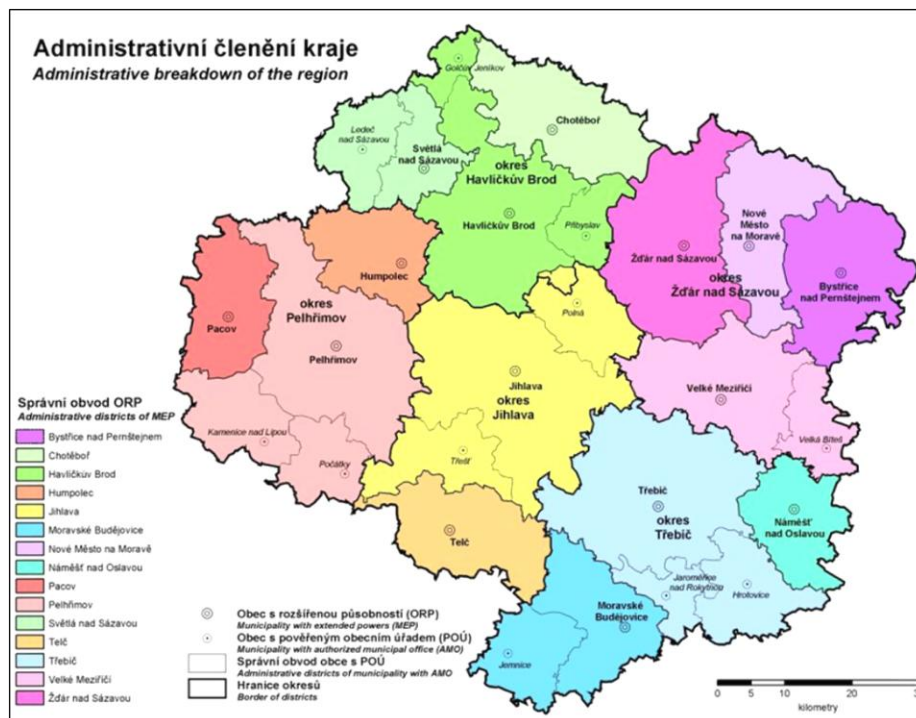 Administrativní členění kraje
Administrative breakdown of the region
Golčův Jeníkov
Chotěboř
Ledeč
nad Sázavou
Světlá
nad Sázavou
okres
Havlíčkův Brod
Havlíčkův Brod
Přibyslav
Nové
Město
na Moravě
Žďár nad Sázavou
okres
Žďár nad Sázavou
Bystřice
nad Pernštejnem
Humpolec
okres
Pelhřimov
Pacov
Pelhřimov
Polná
Jihlava
okres
Jihlava
Velké Meziříčí
Velká Bíteš
Kamenice nad Lipou
Počátky
Třešť
Telč
Třebíč
okres
Třebíč
Náměšť
nad Oslavou
Jaroměřice
nad Rokytnou
Hrotovice
Moravské
Budějovice
Jemnice
Správní obvod ORP
Administrative districts of MEP
Bystřice nad Pernštejnem
Chotěboř
Havlíčkův Brod
Humpolec
Jihlava
Moravské Budějovice
Nové Město na Moravě
Náměšť nad Oslavou
Pacov
Pelhřimov
Světlá nad Sázavou
Telč
Třebíč
Velké Meziříčí
Žďár nad Sázavou
Obec s rozšířenou působností (ORP)
Municipality with extended powers (MEP)
Obec s pověřeným obecním úřadem (POÚ)
Municipality with authorized municipal office (AMO)
Správní obvod obce s POÚ
Administrative districts of municipality with AMO
Hranice okresů
Border of districts
0 5 10 20 3
kilometry